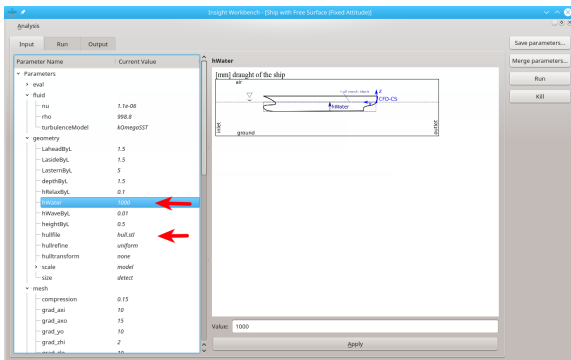 Insight Workbench - [Ship with Free Surface (Fixed Attitude)]
Analysis
Input Run Output
Parameter Name Current Value
Parameters
eval
fluid
nu 1.1e-06
rho 998.8
turbulenceModel kOmegaSST
geometry
LaheadByL 1.5
LasideByL 1.5
LasternByL 5
depthByL 1.5
hRelaxByL 0.1
hWater 1000
hWaveByL 0.01
heightByL 0.5
hullfile hull.stl
hullrefine uniform
hulltransform none
scale model
size detect
mesh
compression 0.15
grad_axi 10
grad_axo 15
grad_yo 10
grad_zhi 2
hWater
[mm] draught of the ship
air
z
CFD-CS
hWater
inlet
ground
outlet
Value: 1000
Apply
Save parameters...
Merge parameters...
Run
Kill